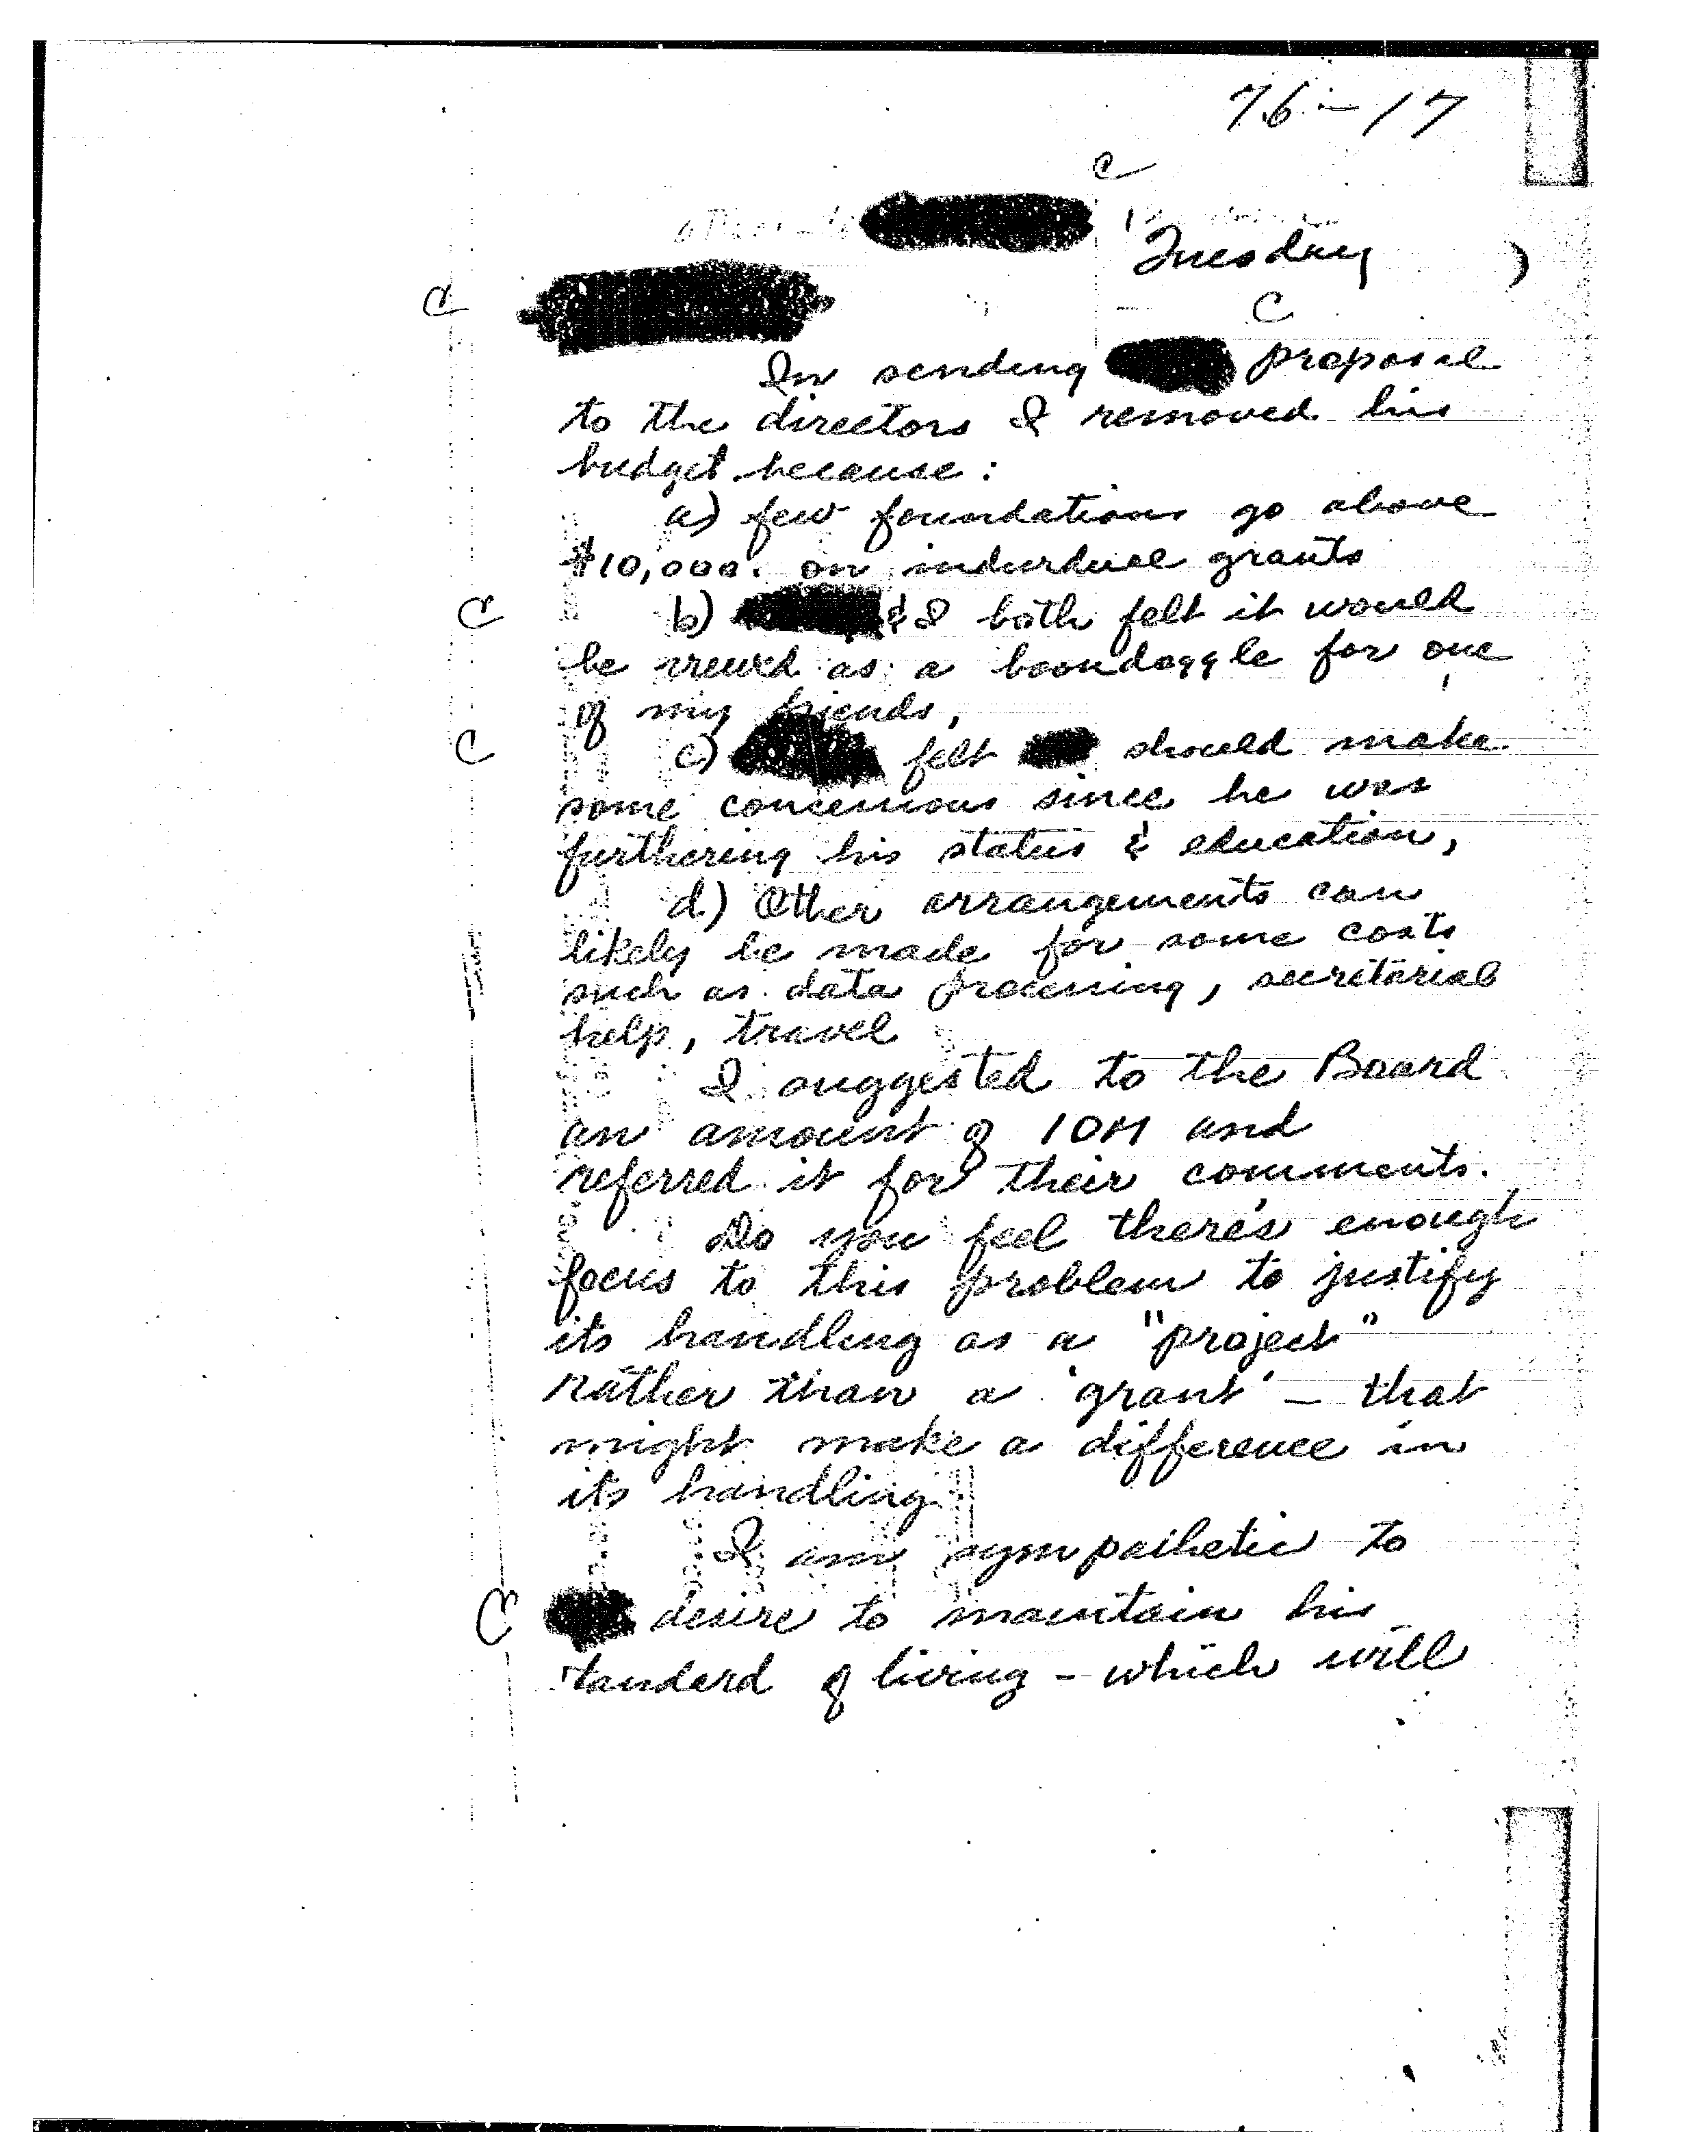 76-17
C
Tuesday
C
C
In sending proposal
to the directors I removed his
budget because:
a) few foundations go above
$10,000. on individual grants
C b) & I both felt it would
be viewed as a boondoggle for one
of my friends,
C c) felt should make
some concessions since he was
furthering his status & education,
d) Other arrangements can
likely be made for some costs
such as data processing, secretarial
help, travel
I suggested to the Board
an amount of 10M and
referred it for their comments.
Do you feel there's enough
focus to this problem to justify
its handling as a "project"
rather than a 'grant' — that
might make a difference in
its handling.
I am sympathetic to
C desire to maintain his
standard of living - which will